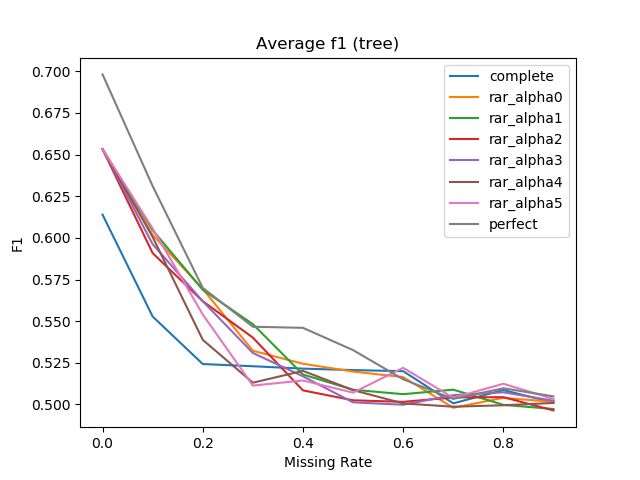 Average f1 (tree)
0.700
0.675
0.650
0.625
0.600
0.575
0.550
0.525
0.500
F1
complete
rar_alpha0
rar_alpha1
rar_alpha2
rar_alpha3
rar_alpha4
rar_alpha5
perfect
0.0 0.2 0.4 0.6 0.8
Missing Rate